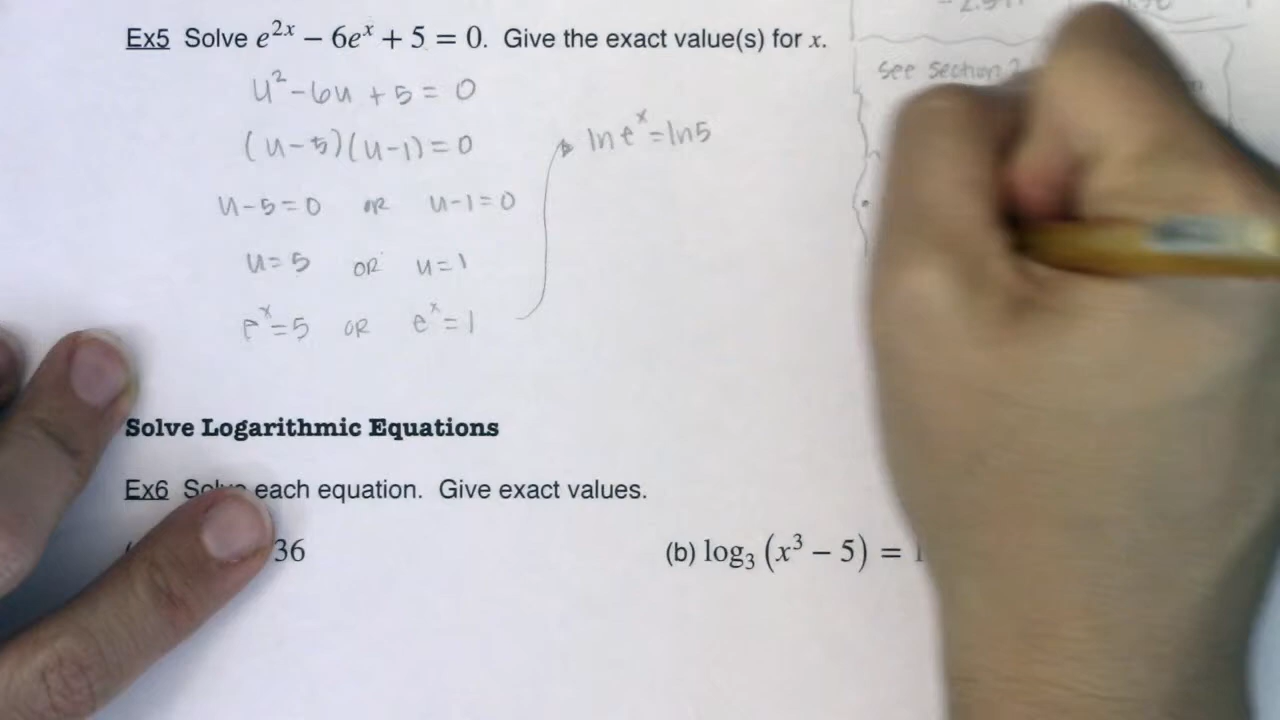 Ex5 Solve e^{2x} − 6e^x + 5 = 0. Give the exact value(s) for x.
u² - 6u + 5 = 0
(u-5)(u-1) = 0
u-5=0 OR u-1=0
u=5 OR u=1
e^x=5 OR e^x=1
ln e^x = ln5
see section
Solve Logarithmic Equations
Ex6 Solve each equation. Give exact values.
36
(b) log₃ (x³ − 5) =